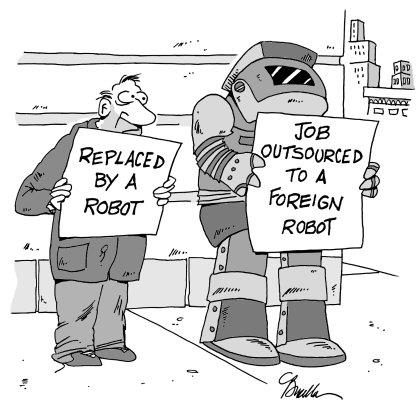 REPLACED
BY A
ROBOT
JOB
OUTSOURCED
TO A
FOREIGN
ROBOT